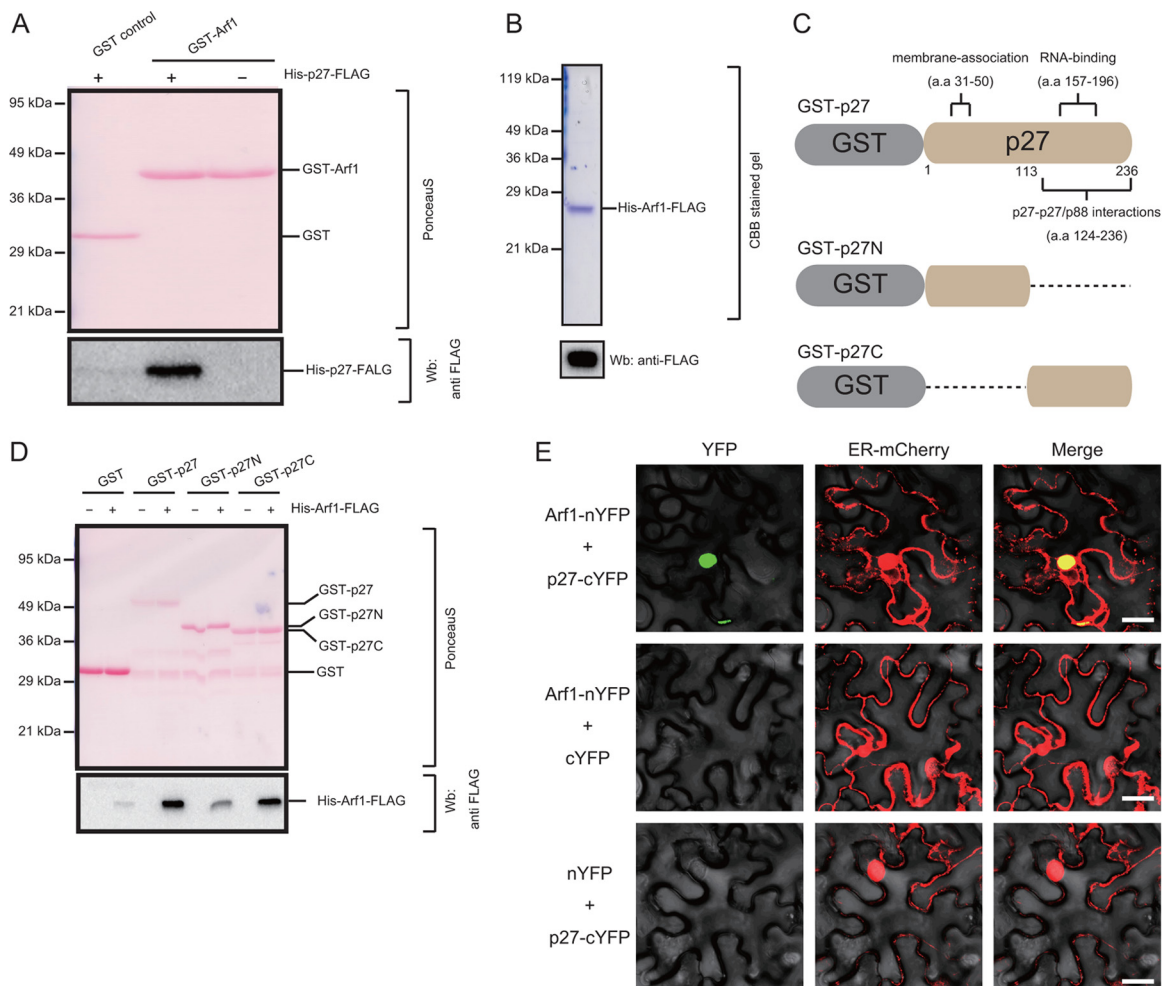 A
GST control
GST-Arf1
+ + – His-p27-FLAG
95 kDa
49 kDa
36 kDa
29 kDa
21 kDa
GST-Arf1
GST
PonceauS
His-p27-FALG
Wb:
anti FLAG
B
119 kDa
49 kDa
36 kDa
29 kDa
21 kDa
His-Arf1-FLAG
CBB stained gel
Wb: anti-FLAG
C
membrane-association
(a.a 31-50)
RNA-binding
(a.a 157-196)
GST-p27
GST
p27
1 113 236
p27-p27/p88 interactions
(a.a 124-236)
GST-p27N
GST
GST-p27C
GST
D
GST
GST-p27
GST-p27N
GST-p27C
– + – + – + – + His-Arf1-FLAG
95 kDa
49 kDa
36 kDa
29 kDa
21 kDa
GST-p27
GST-p27N
GST-p27C
GST
PonceauS
His-Arf1-FLAG
Wb:
anti FLAG
E
YFP ER-mCherry Merge
Arf1-nYFP
+
p27-cYFP
Arf1-nYFP
+
cYFP
nYFP
+
p27-cYFP